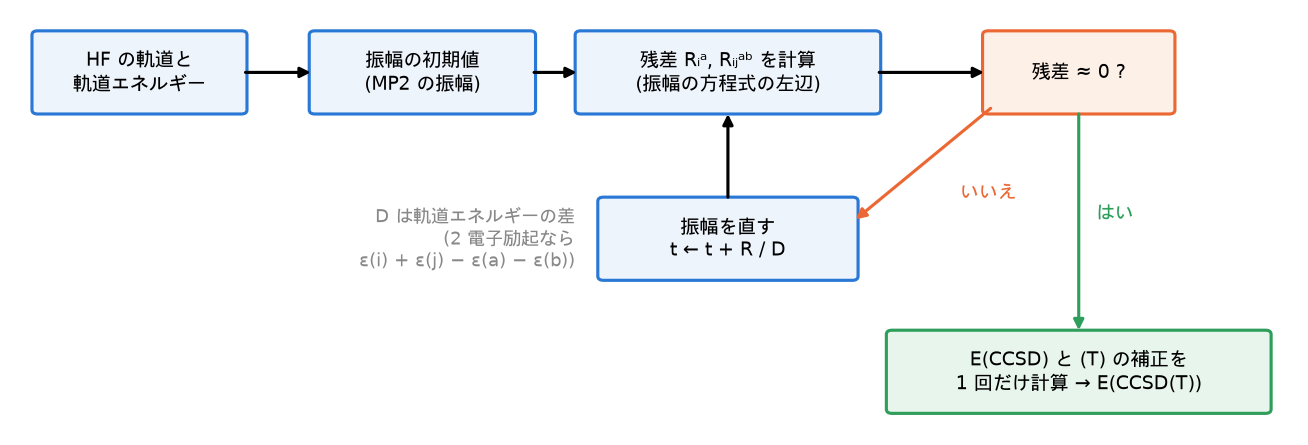 HF の軌道と
軌道エネルギー
振幅の初期値
(MP2 の振幅)
残差 Rᵢᵃ, Rᵢⱼᵃᵇ を計算
(振幅の方程式の左辺)
残差 ≈ 0 ?
いいえ
はい
D は軌道エネルギーの差
(2 電子励起なら
ε(i) + ε(j) − ε(a) − ε(b))
振幅を直す
t ← t + R / D
E(CCSD) と (T) の補正を
1 回だけ計算 → E(CCSD(T))